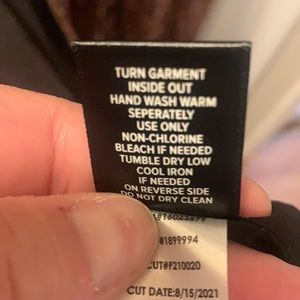 TURN GARMENT
INSIDE OUT
HAND WASH WARM
SEPERATELY
USE ONLY
NON-CHLORINE
BLEACH IF NEEDED
TUMBLE DRY LOW
COOL IRON
IF NEEDED
ON REVERSE SIDE
DO NOT DRY CLEAN
#1899994
CUT#F210020
CUT DATE:8/15/2021